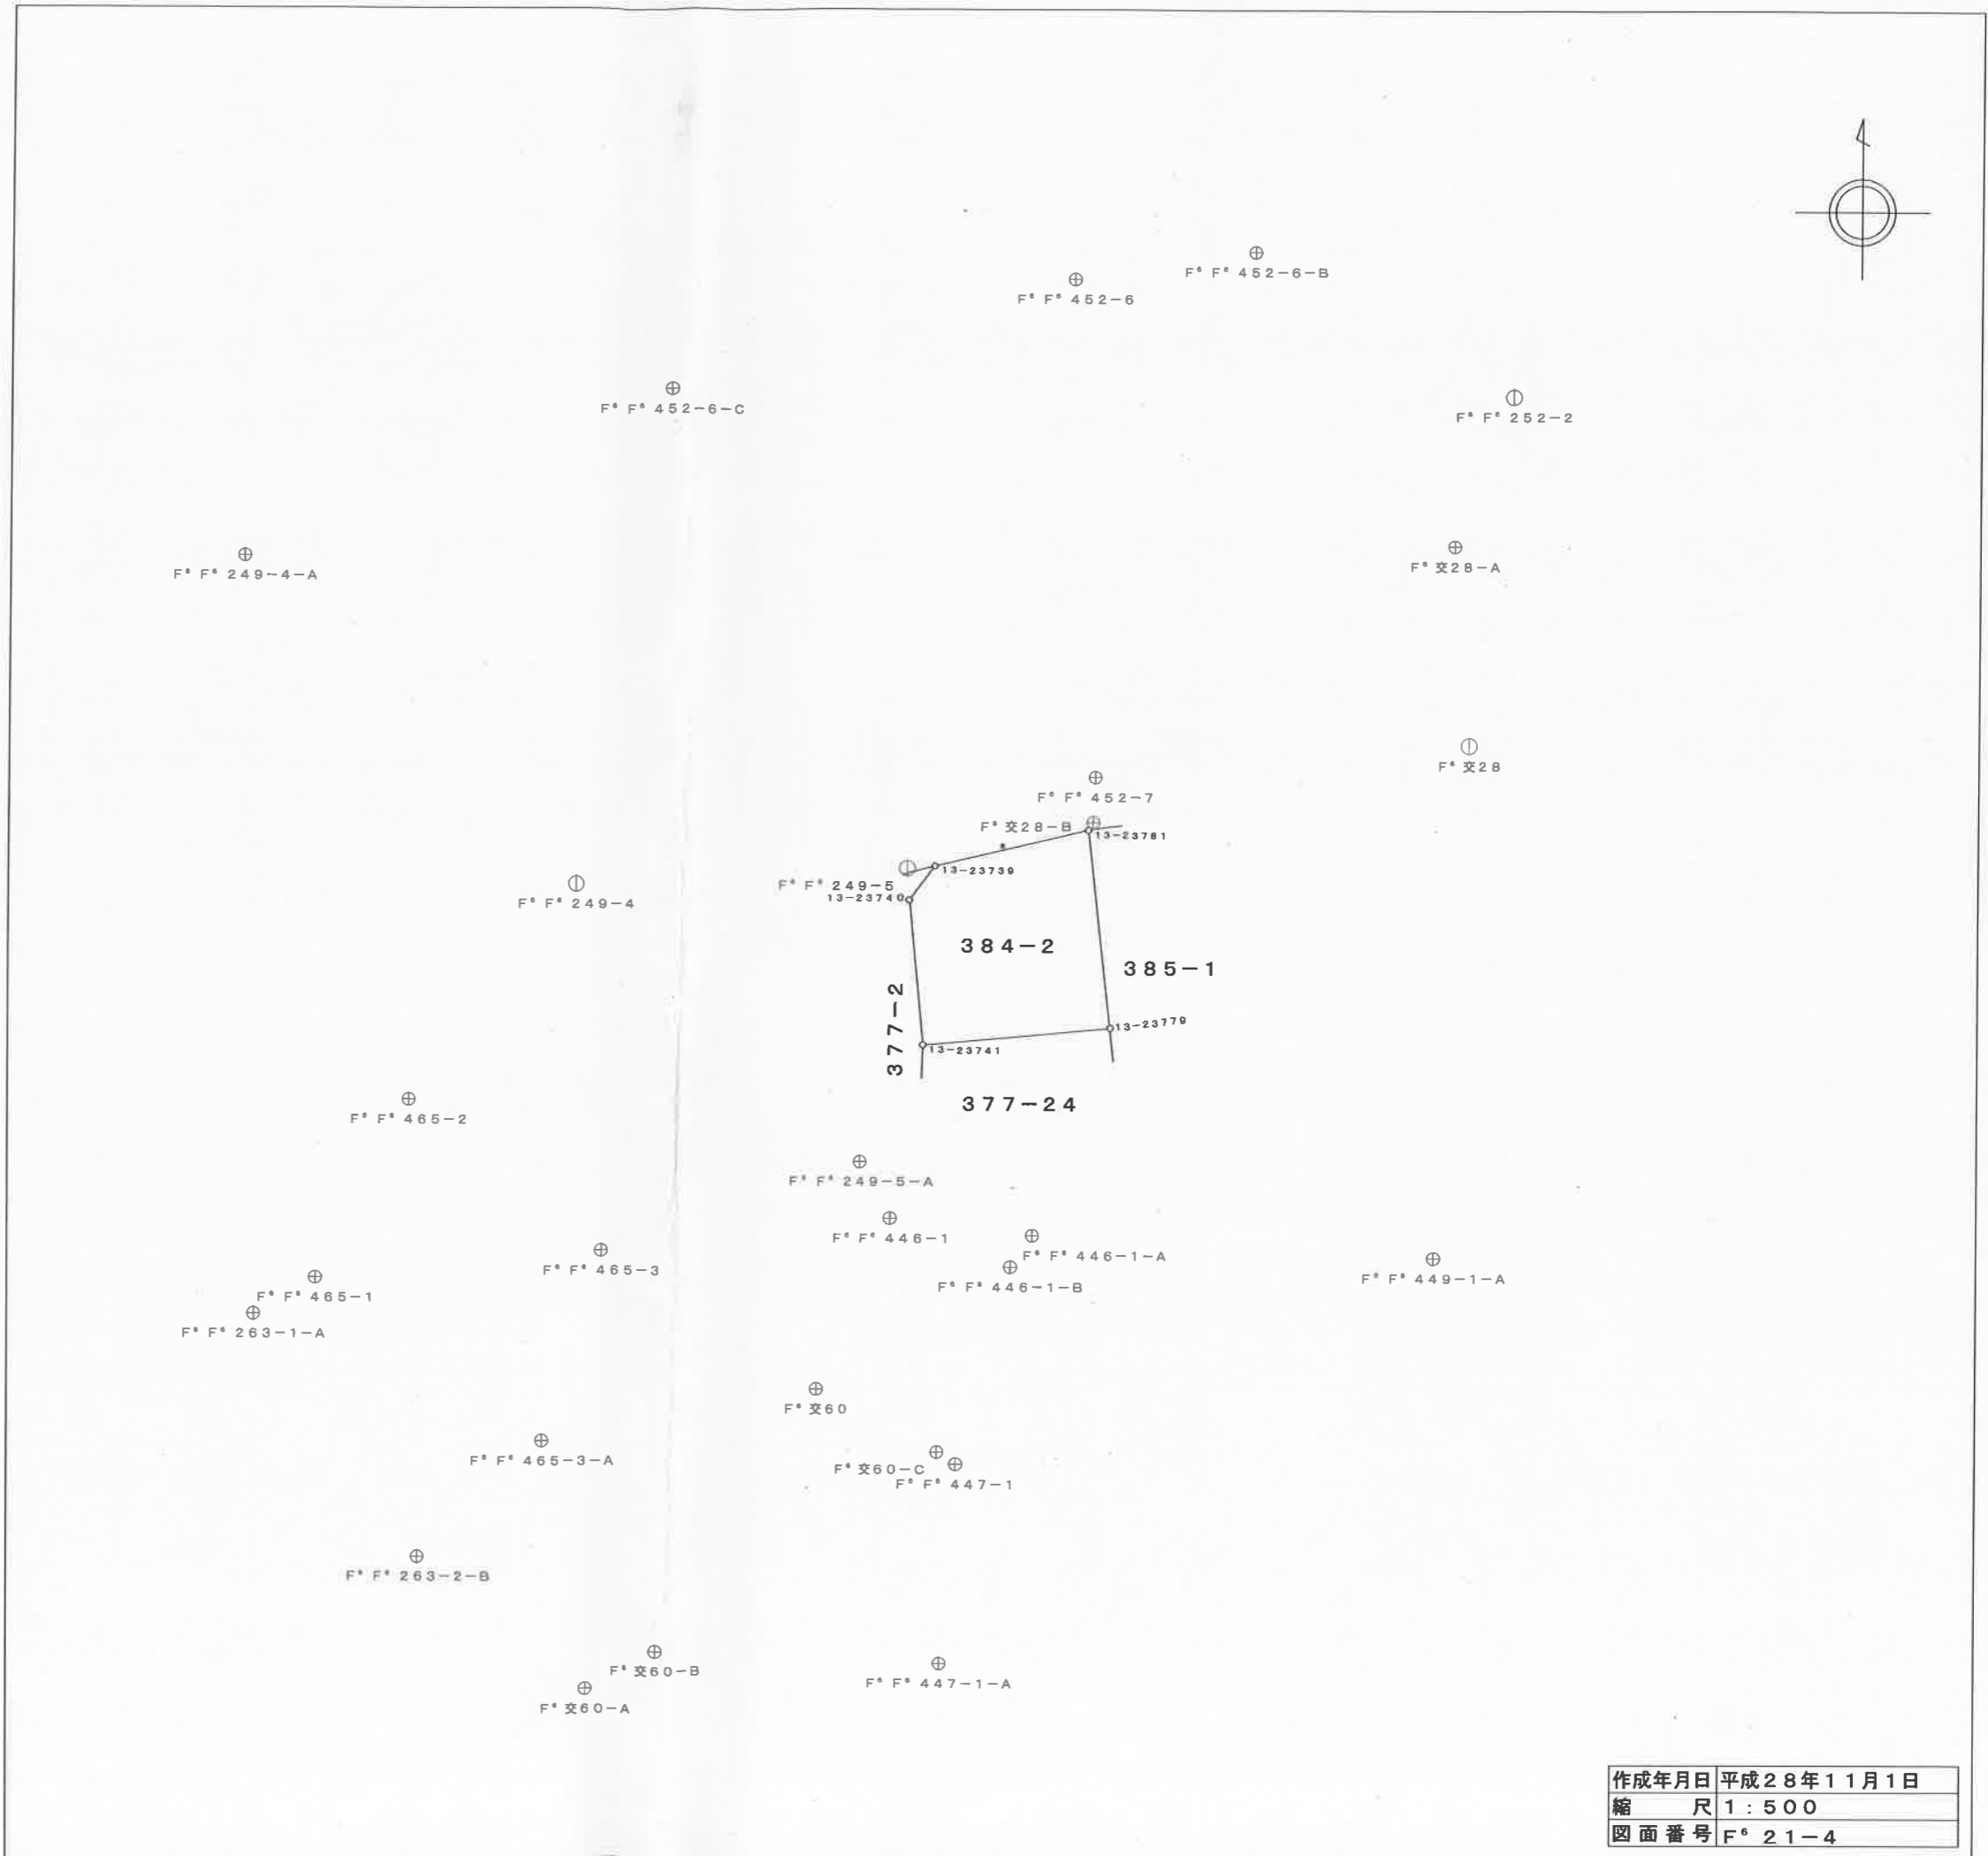 F⁶ F⁶ 452-6-B
F⁶ F⁶ 452-6
F⁶ F⁶ 452-6-C
F⁶ F⁶ 252-2
F⁶ F⁶ 249-4-A
F⁶ 交28-A
F⁶ 交28
F⁶ F⁶ 452-7
F⁶ 交28-B
13-23781
13-23739
F⁶ F⁶ 249-5
13-23740
F⁶ F⁶ 249-4
384-2
385-1
377-2
13-23779
13-23741
377-24
F⁶ F⁶ 465-2
F⁶ F⁶ 249-5-A
F⁶ F⁶ 446-1
F⁶ F⁶ 446-1-A
F⁶ F⁶ 446-1-B
F⁶ F⁶ 449-1-A
F⁶ F⁶ 465-3
F⁶ F⁶ 465-1
F⁶ F⁶ 263-1-A
F⁶ 交60
F⁶ F⁶ 465-3-A
F⁶ 交60-C
F⁶ F⁶ 447-1
F⁶ F⁶ 263-2-B
F⁶ 交60-B
F⁶ 交60-A
F⁶ F⁶ 447-1-A
作成年月日 平成28年11月1日
縮 尺 1:500
図面番号 F⁶ 21-4